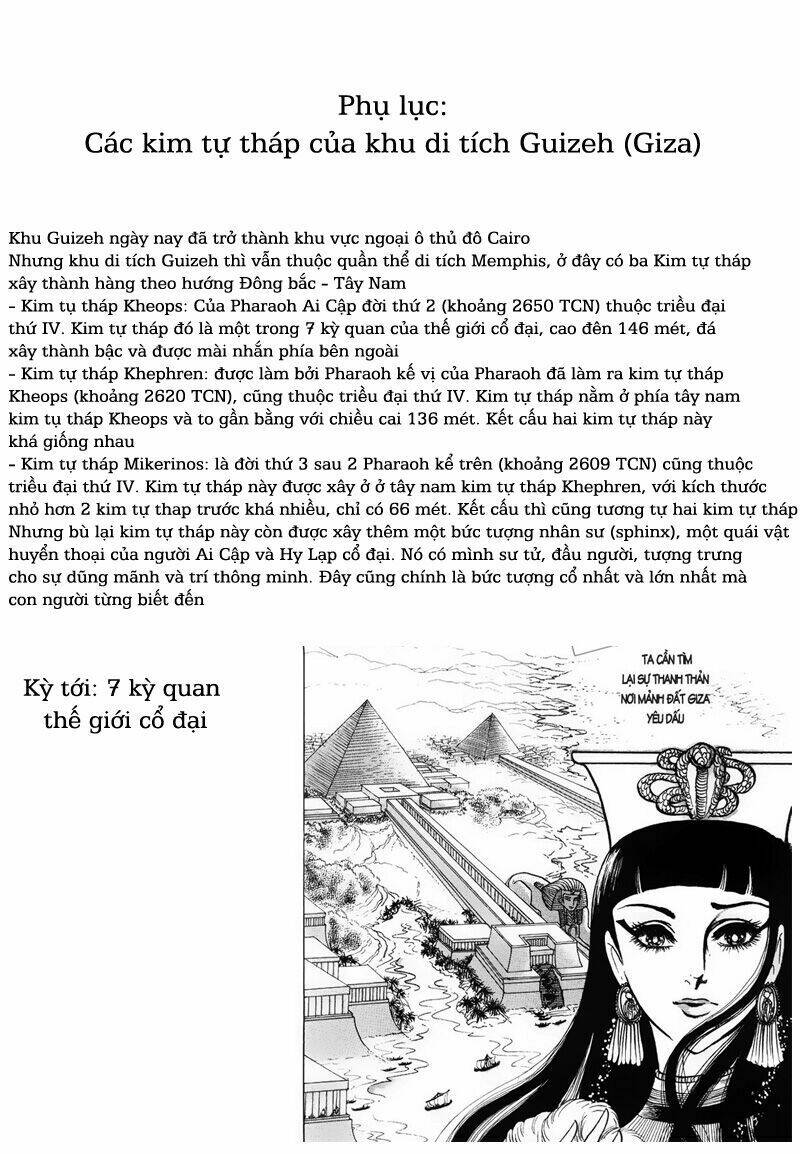 Phụ lục:
Các kim tự tháp của khu di tích Guizeh (Giza)
Khu Guizeh ngày nay đã trở thành khu vực ngoại ô thủ đô Cairo
Nhưng khu di tích Guizeh thì vẫn thuộc quần thể di tích Memphis, ở đây có ba Kim tự tháp
xây thành hàng theo hướng Đông bắc – Tây Nam
– Kim tụ tháp Kheops: Của Pharaoh Ai Cập đời thứ 2 (khoảng 2650 TCN) thuộc triều đại
thứ IV. Kim tự tháp đó là một trong 7 kỳ quan của thế giới cổ đại, cao đên 146 mét, đá
xây thành bậc và được mài nhắn phía bên ngoài
– Kim tự tháp Khephren: được làm bởi Pharaoh kế vị của Pharaoh đã làm ra kim tự tháp
Kheops (khoảng 2620 TCN), cũng thuộc triều đại thứ IV. Kim tự tháp nằm ở phía tây nam
kim tụ tháp Kheops và to gần bằng với chiều cai 136 mét. Kết cấu hai kim tự tháp này
khá giống nhau
– Kim tự tháp Mikerinos: là đời thứ 3 sau 2 Pharaoh kể trên (khoảng 2609 TCN) cũng thuộc
triều đại thứ IV. Kim tự tháp này được xây ở ở tây nam kim tự tháp Khephren, với kích thước
nhỏ hơn 2 kim tự thap trước khá nhiều, chỉ có 66 mét. Kết cấu thì cũng tương tự hai kim tự tháp
Nhưng bù lại kim tự tháp này còn được xây thêm một bức tượng nhân sư (sphinx), một quái vật
huyển thoại của người Ai Cập và Hy Lạp cổ đại. Nó có mình sư tử, đầu người, tượng trưng
cho sự dũng mãnh và trí thông minh. Đây cũng chính là bức tượng cổ nhất và lớn nhất mà
con người từng biết đến
Kỳ tới: 7 kỳ quan
thế giới cổ đại
TA CẦN TÌM
LẠI SỰ THANH THẢN
NƠI MẢNH ĐẤT GIZA
YÊU DẤU